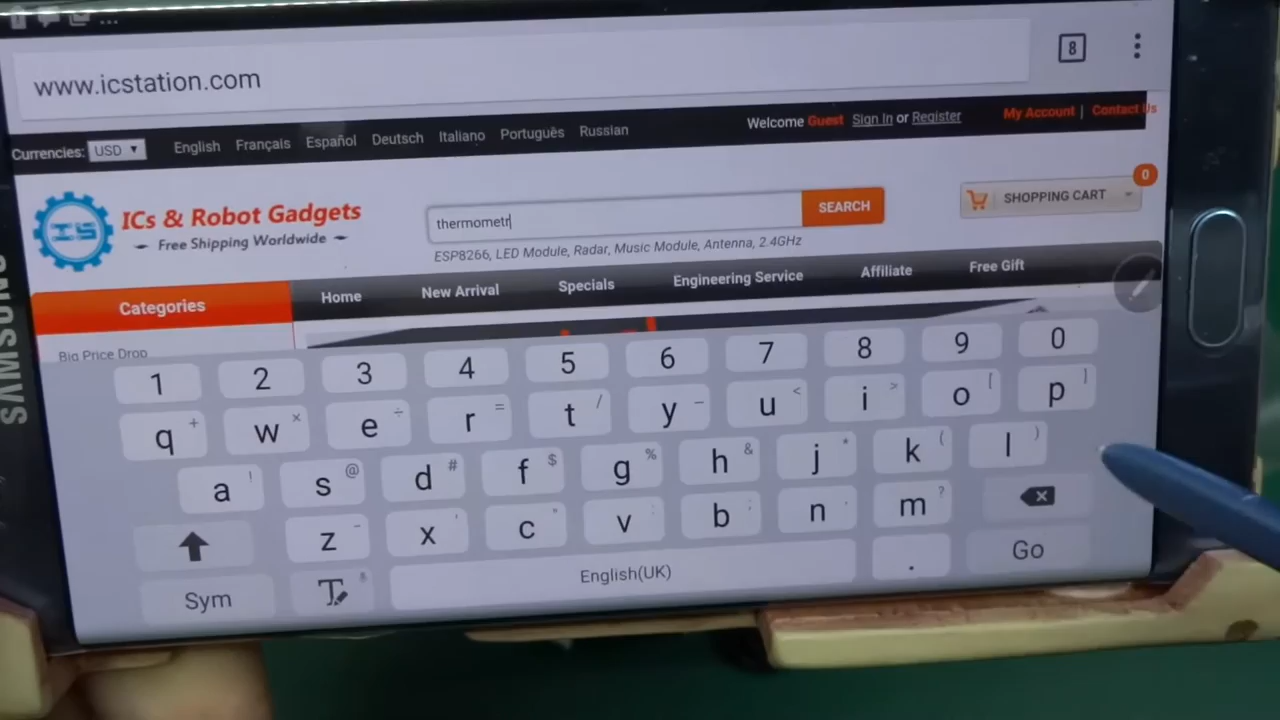 www.icstation.com
8
Currencies: USD English Français Español Deutsch Italiano Português Russian Welcome Guest Sign In or Register My Account | Contact Us
IS
ICs & Robot Gadgets
Free Shipping Worldwide
thermometr
SEARCH
SHOPPING CART
0
ESP8266, LED Module, Radar, Music Module, Antenna, 2.4GHz
Categories
Home New Arrival Specials Engineering Service Affiliate Free Gift
Big Price Drop
1 2 3 4 5 6 7 8 9 0
q + w × e ÷ r = t / y _ u < i > o [ p ]
a ! s @ d # f $ g % h & j * k ( l )
z - x ' c " v : b ; n , m ?
Sym English(UK) . Go
SAMSUNG